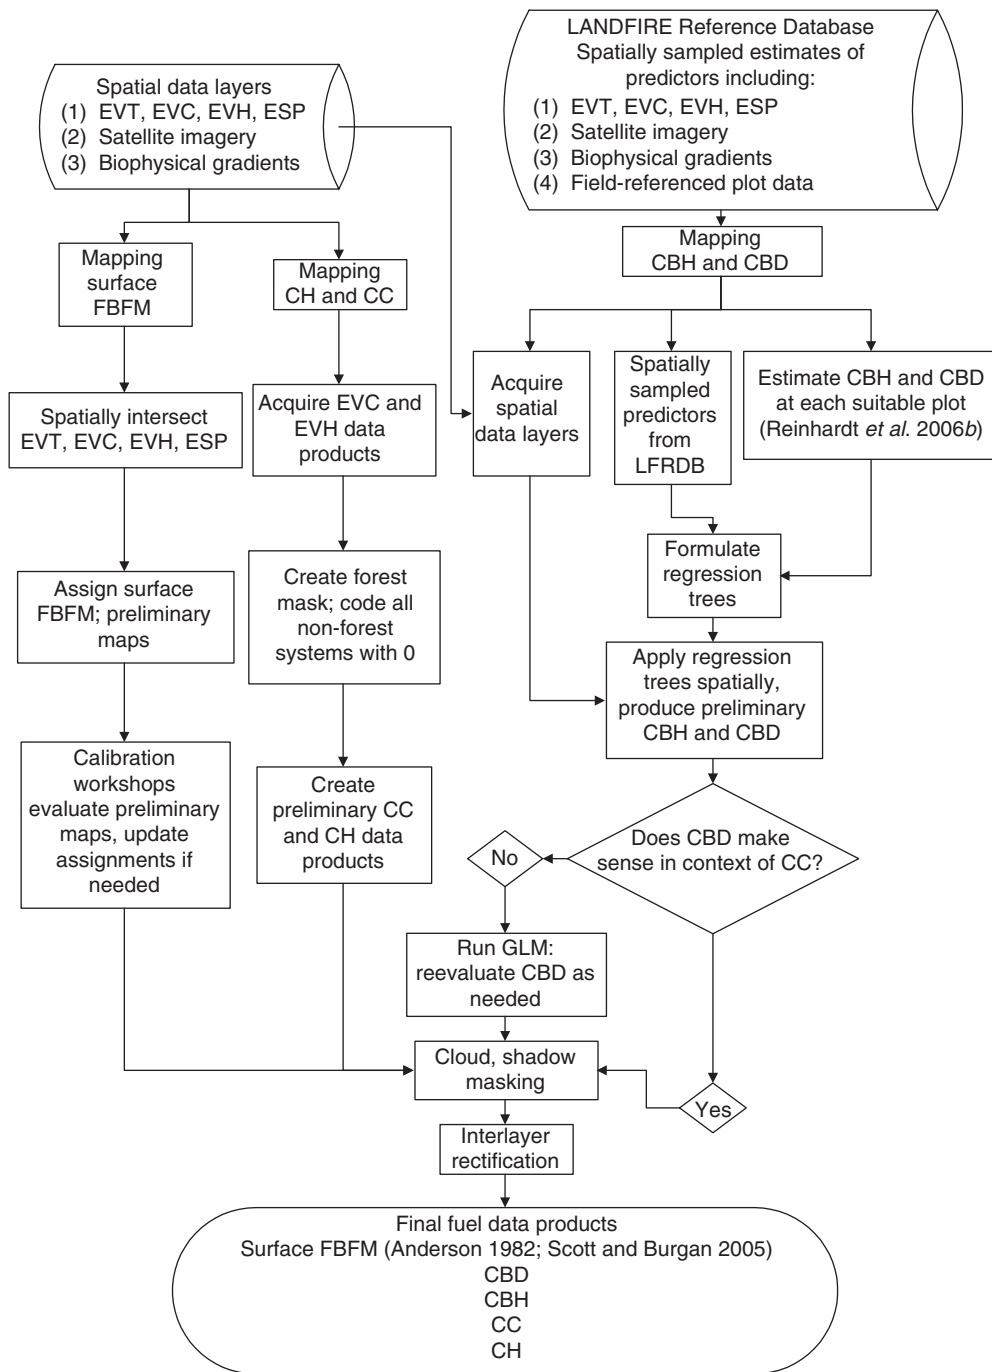 Spatial data layers
(1) EVT, EVC, EVH, ESP
(2) Satellite imagery
(3) Biophysical gradients
LANDFIRE Reference Database
Spatially sampled estimates of
predictors including:
(1) EVT, EVC, EVH, ESP
(2) Satellite imagery
(3) Biophysical gradients
(4) Field-referenced plot data
Mapping
surface
FBFM
Mapping
CH and CC
Mapping
CBH and CBD
Spatially intersect
EVT, EVC, EVH, ESP
Acquire EVC and
EVH data
products
Acquire
spatial
data layers
Spatially
sampled
predictors
from
LFRDB
Estimate CBH and CBD
at each suitable plot
(Reinhardt et al. 2006b)
Assign surface
FBFM; preliminary
maps
Create forest
mask; code all
non-forest
systems with 0
Formulate
regression
trees
Apply regression
trees spatially,
produce preliminary
CBH and CBD
Calibration
workshops
evaluate preliminary
maps, update
assignments if
needed
Create
preliminary CC
and CH data
products
Does CBD make
sense in context of CC?
No
Run GLM:
reevaluate CBD as
needed
Cloud, shadow
masking
Yes
Interlayer
rectification
Final fuel data products
Surface FBFM (Anderson 1982; Scott and Burgan 2005)
CBD
CBH
CC
CH